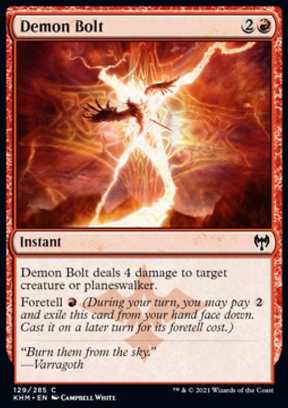 Demon Bolt 2
Instant
Demon Bolt deals 4 damage to target
creature or planeswalker.
Foretell (During your turn, you may pay 2
and exile this card from your hand face down.
Cast it on a later turn for its foretell cost.)
“Burn them from the sky.”
—Varragoth
129/285 C
KHM • EN Campbell White
™ & © 2021 Wizards of the Coast